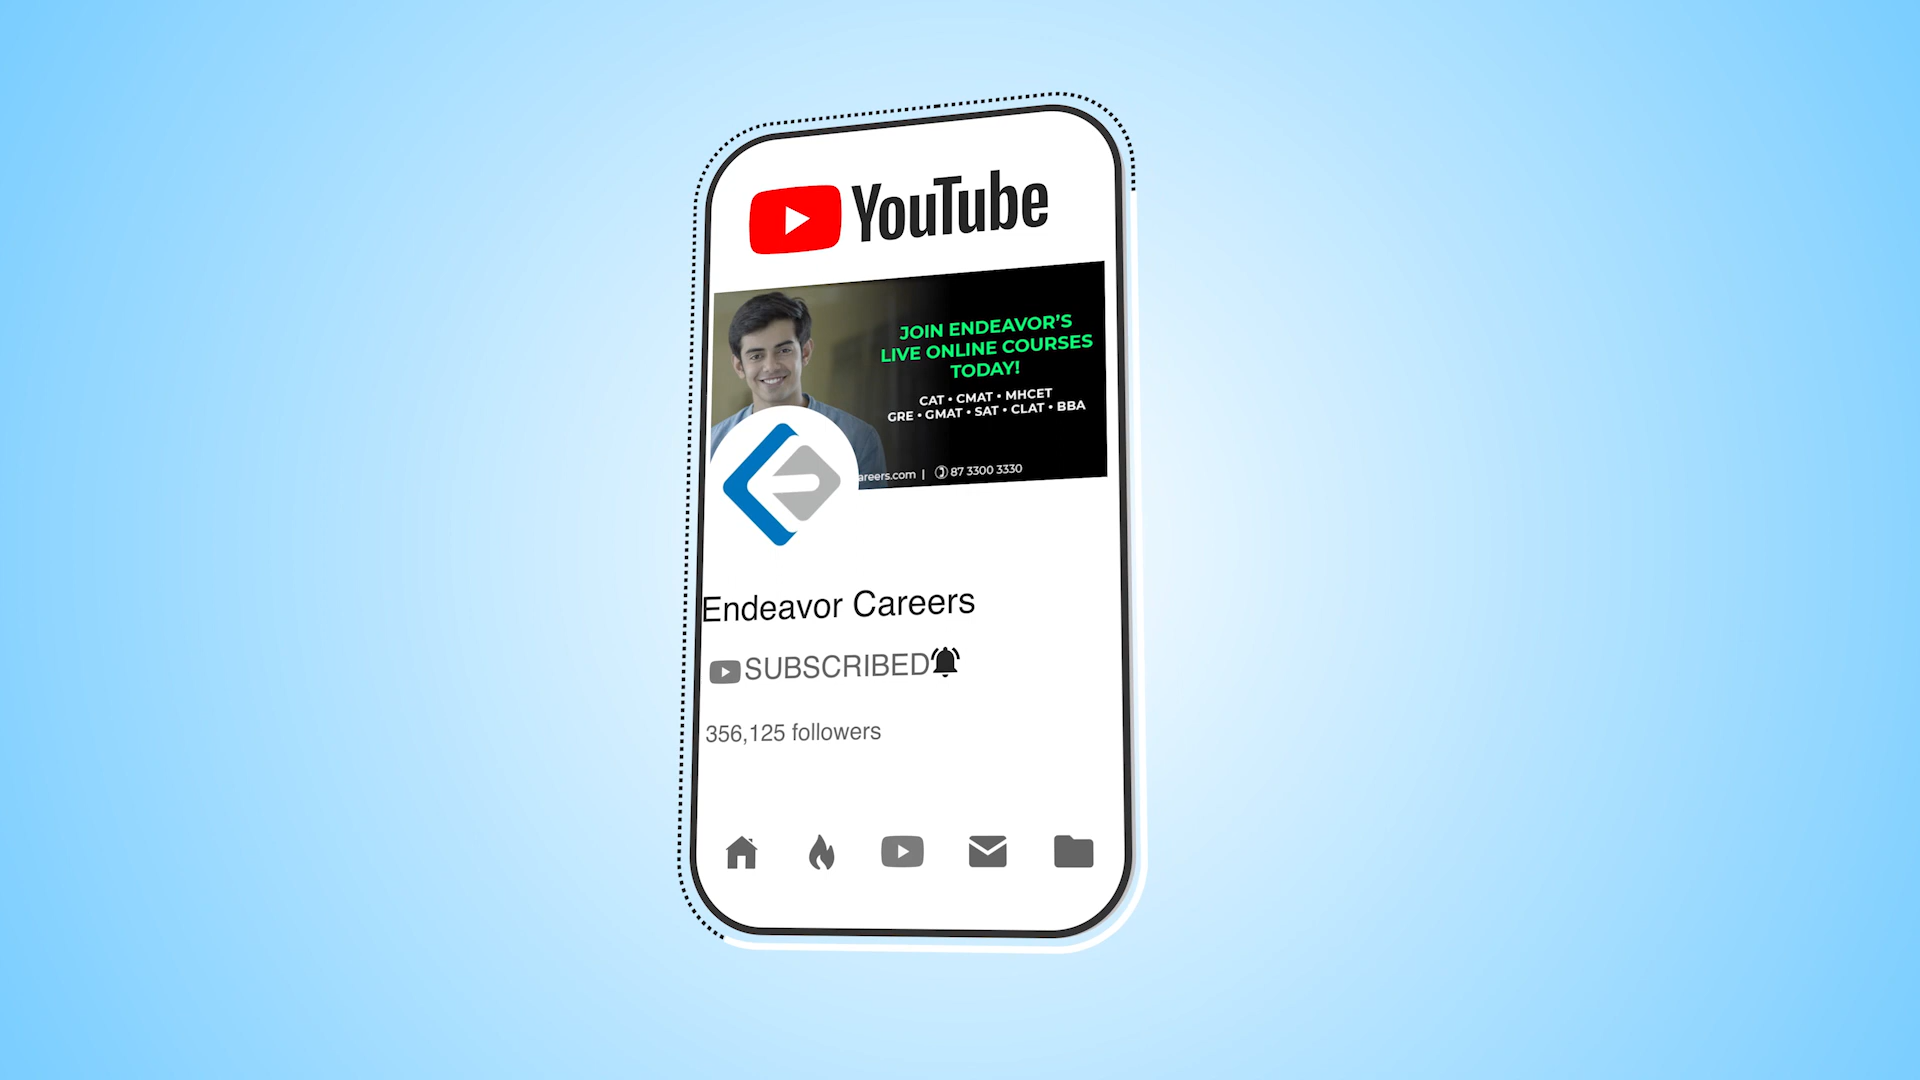 YouTube
JOIN ENDEAVOR'S
LIVE ONLINE COURSES
TODAY!
CAT • CMAT • MHCET
GRE • GMAT • SAT • CLAT • BBA
areers.com | 87 3300 3330
Endeavor Careers
SUBSCRIBED
356,125 followers